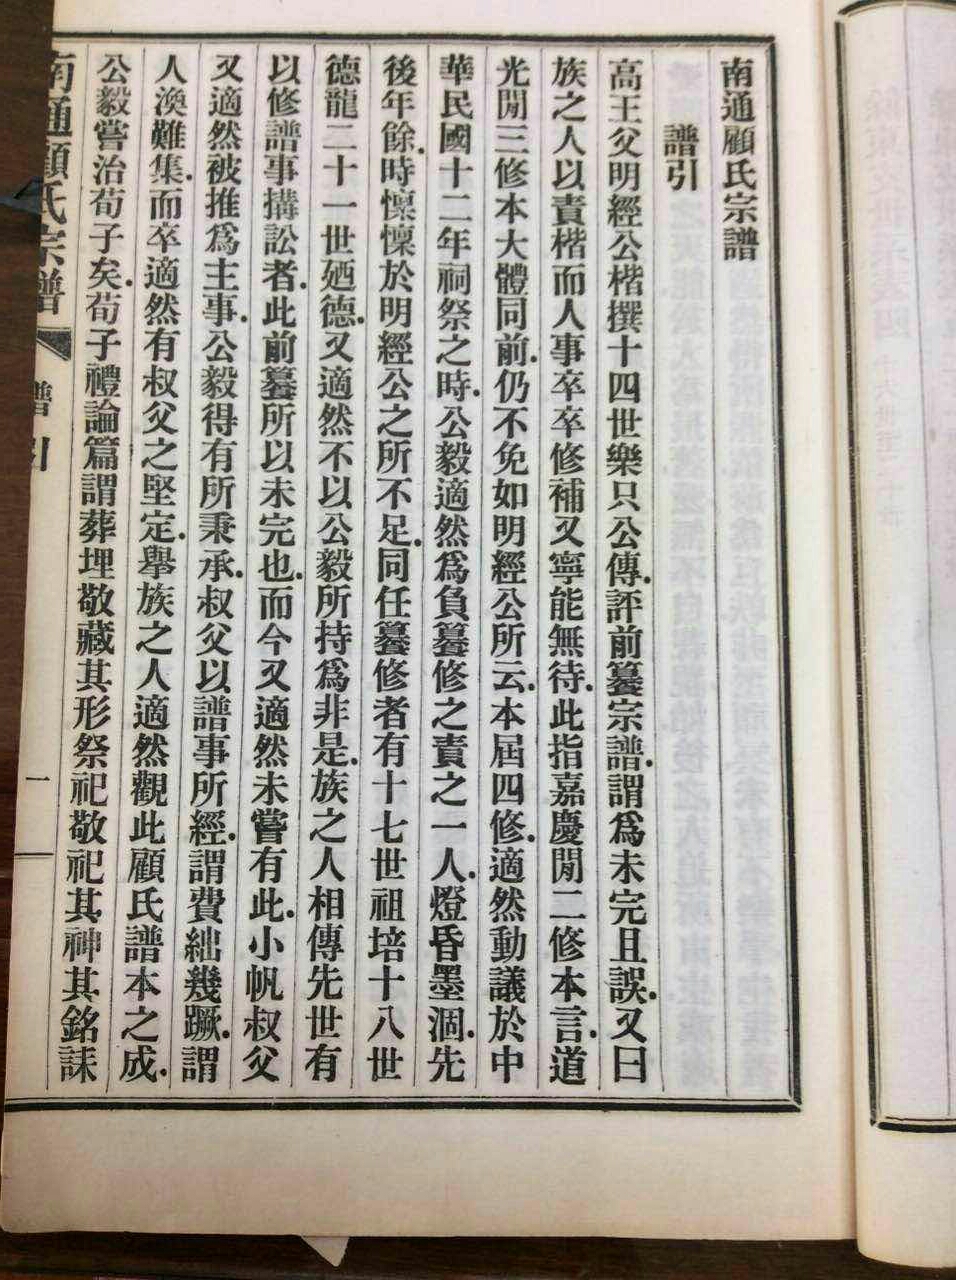 南通顧氏宗譜
譜引
高王父明經公楷撰十四世樂只公傳.評前纂宗譜.謂爲未完且誤.又曰
族之人以責楷而人事卒卒修補又寧能無待.此指嘉慶閒二修本言.道
光閒三修本大體同前.仍不免如明經公所云.本屆四修.適然動議於中
華民國十二年祠祭之時.公毅適然爲負纂修之責之一人.燈昏墨涸.先
後年餘.時懍懍於明經公之所不足.同任纂修者有十七世祖培十八世
德龍二十一世廼德.又適然不以公毅所持爲非是.族之人相傳先世有
以修譜事搆訟者.此前纂所以未完也.而今又適然未嘗有此.小帆叔父
又適然被推爲主事.公毅得有所秉承.叔父以譜事所經.謂費絀幾蹶.謂
人渙難集.而卒適然有叔父之堅定.舉族之人適然觀此顧氏譜本之成.
公毅嘗治荀子矣.荀子禮論篇謂葬埋敬藏其形祭祀敬祀其神其銘誄
南通顧氏宗譜
譜引
一